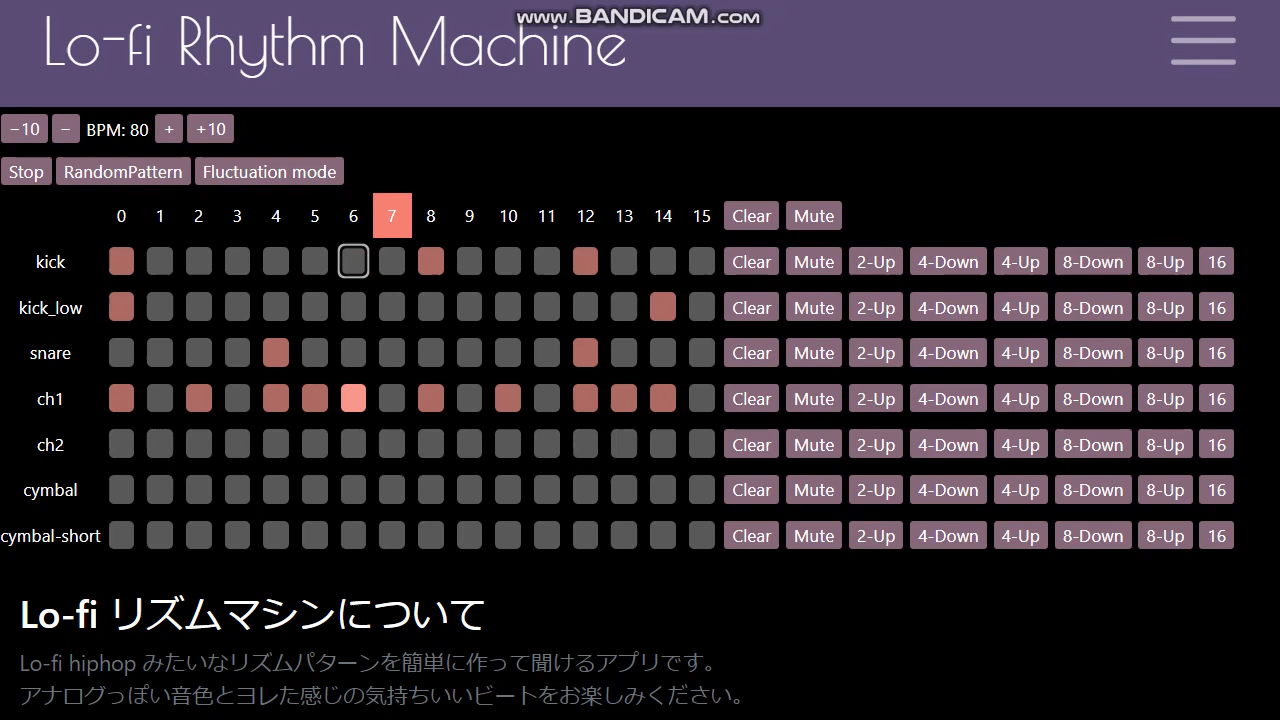 www.BANDICAM.com
Lo-fi Rhythm Machine
−10 − BPM: 80 + +10
Stop RandomPattern Fluctuation mode
0 1 2 3 4 5 6 7 8 9 10 11 12 13 14 15 Clear Mute
kick Clear Mute 2-Up 4-Down 4-Up 8-Down 8-Up 16
kick_low Clear Mute 2-Up 4-Down 4-Up 8-Down 8-Up 16
snare Clear Mute 2-Up 4-Down 4-Up 8-Down 8-Up 16
ch1 Clear Mute 2-Up 4-Down 4-Up 8-Down 8-Up 16
ch2 Clear Mute 2-Up 4-Down 4-Up 8-Down 8-Up 16
cymbal Clear Mute 2-Up 4-Down 4-Up 8-Down 8-Up 16
cymbal-short Clear Mute 2-Up 4-Down 4-Up 8-Down 8-Up 16
Lo-fi リズムマシンについて
Lo-fi hiphop みたいなリズムパターンを簡単に作って聞けるアプリです。
アナログっぽい音色とヨレた感じの気持ちいいビートをお楽しみください。